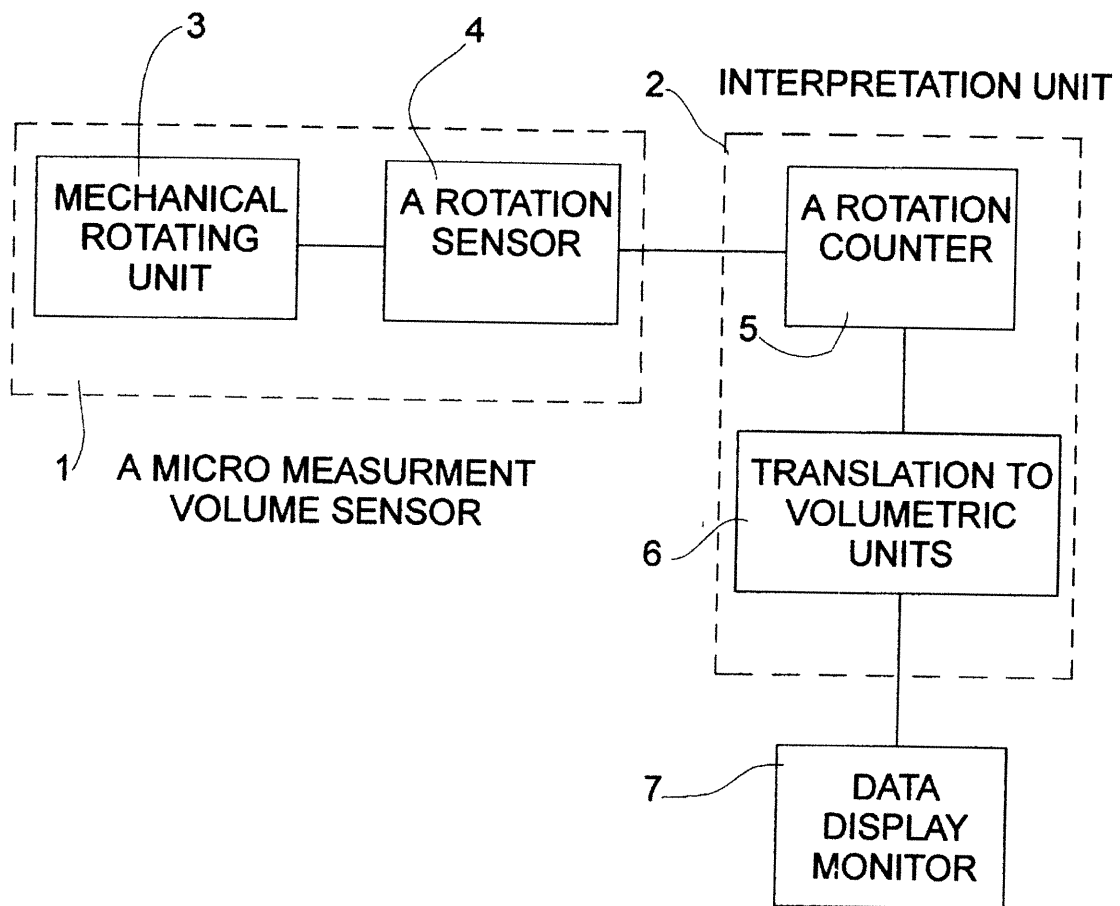 3
4
2
INTERPRETATION UNIT
MECHANICAL
ROTATING
UNIT
A ROTATION
SENSOR
A ROTATION
COUNTER
5
1
A MICRO MEASURMENT
VOLUME SENSOR
TRANSLATION TO
VOLUMETRIC
UNITS
6
7
DATA
DISPLAY
MONITOR